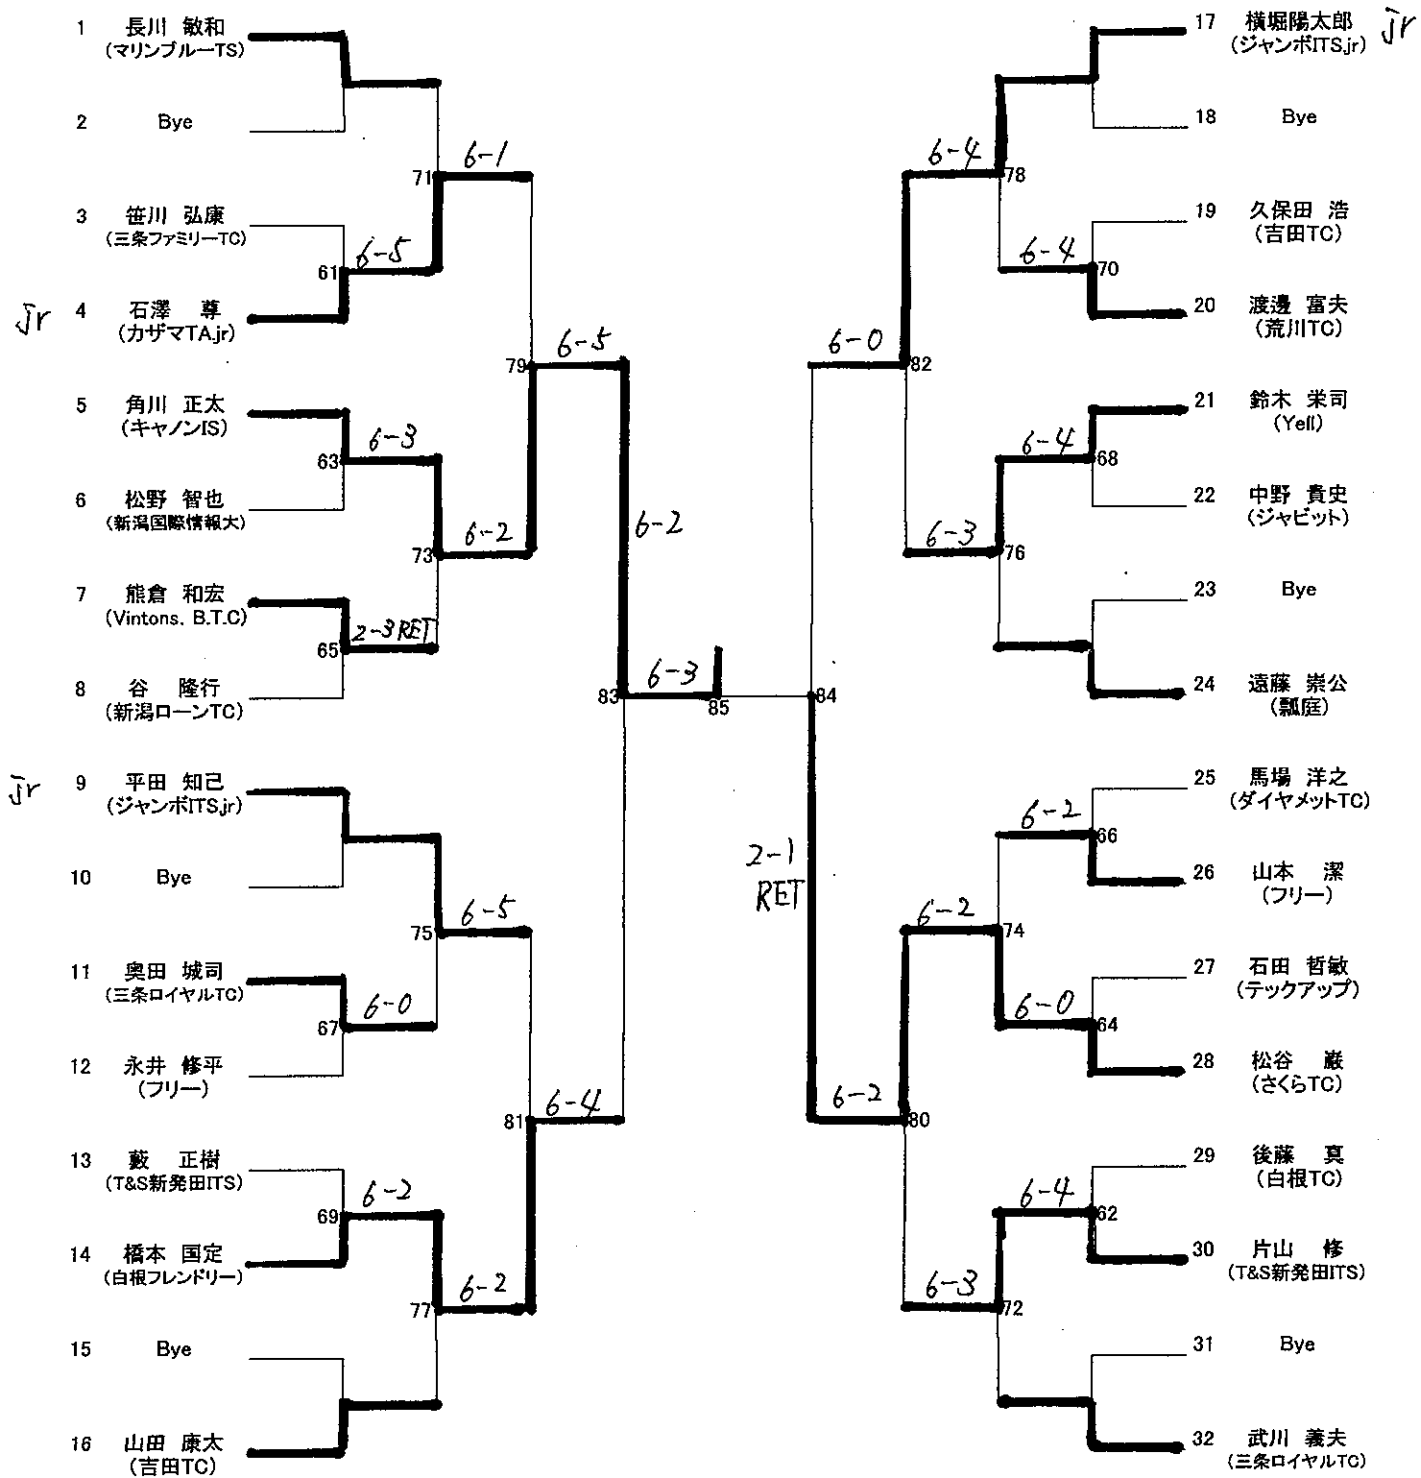 1 長川 敏和
(マリンブルーTS)
2 Bye
3 笹川 弘康
(三条ファミリーTC)
jr 4 石澤 尊
(カザマTA.jr)
5 角川 正太
(キャノンIS)
6 松野 智也
(新潟国際情報大)
7 熊倉 和宏
(Vintons. B.T.C)
8 谷 隆行
(新潟ローンTC)
jr 9 平田 知己
(ジャンボITS.jr)
10 Bye
11 奥田 城司
(三条ロイヤルTC)
12 永井 修平
(フリー)
13 藪 正樹
(T&S新発田ITS)
14 橋本 国定
(白根フレンドリー)
15 Bye
16 山田 康太
(吉田TC)
61 6-5
63 6-3
65 2-3 RET
67 6-0
69 6-2
71 6-1
73 6-2
75 6-5
77 6-2
79 6-5
81 6-4
83 6-2
6-3
85
84
2-1
RET
6-0 82
6-2 80
6-4 78
6-3 76
6-2 74
6-3 72
6-4 70
6-4 68
6-2 66
6-0 64
6-4 62
17 横堀陽太郎 jr
(ジャンボITS.jr)
18 Bye
19 久保田 浩
(吉田TC)
20 渡邊 富夫
(荒川TC)
21 鈴木 栄司
(Yell)
22 中野 貴史
(ジャビット)
23 Bye
24 遠藤 崇公
(瓢庭)
25 馬場 洋之
(ダイヤメットTC)
26 山本 潔
(フリー)
27 石田 哲敏
(テックアップ)
28 松谷 巌
(さくらTC)
29 後藤 真
(白根TC)
30 片山 修
(T&S新発田ITS)
31 Bye
32 武川 義夫
(三条ロイヤルTC)